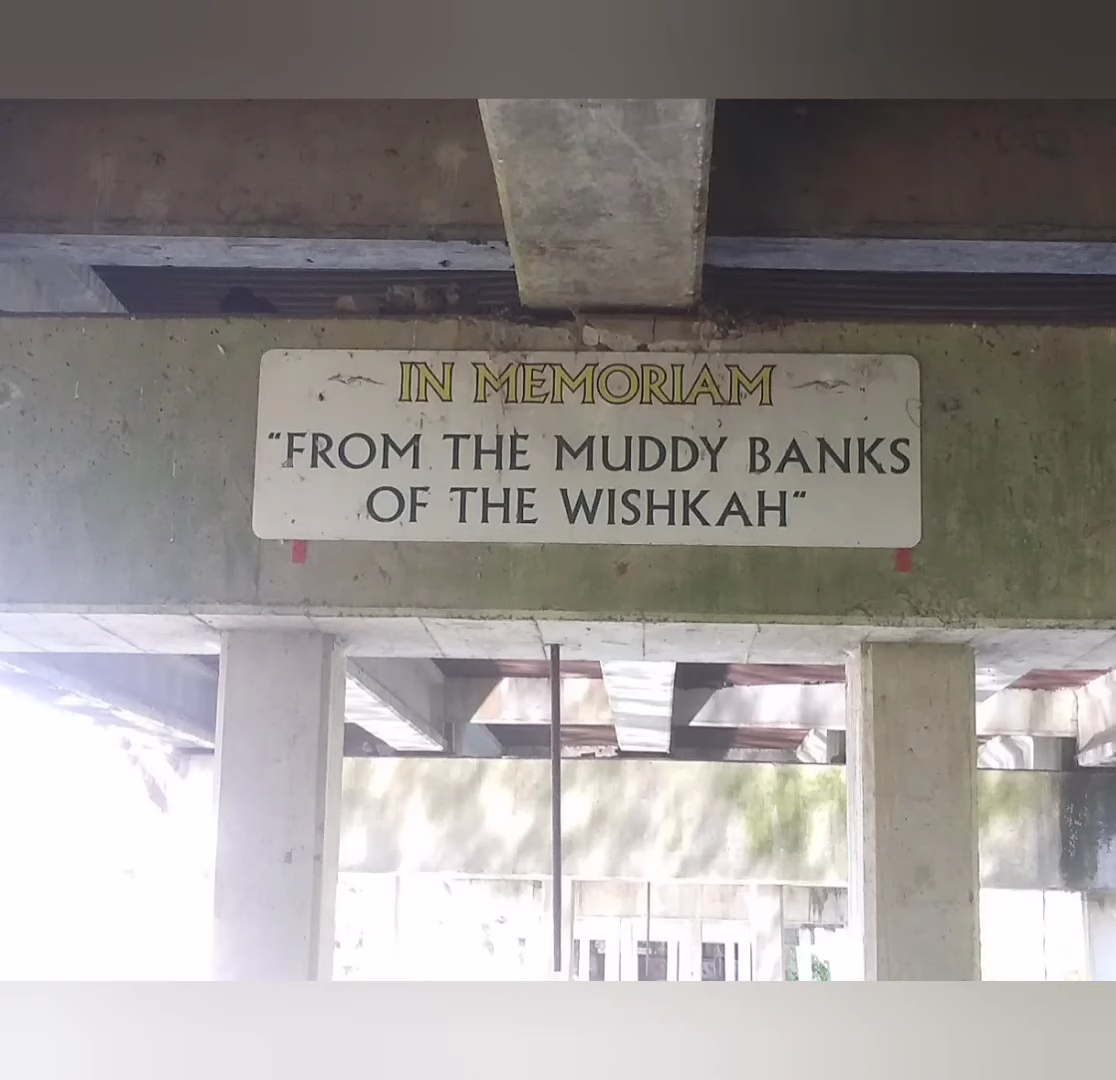 IN MEMORIAM
“FROM THE MUDDY BANKS
OF THE WISHKAH“